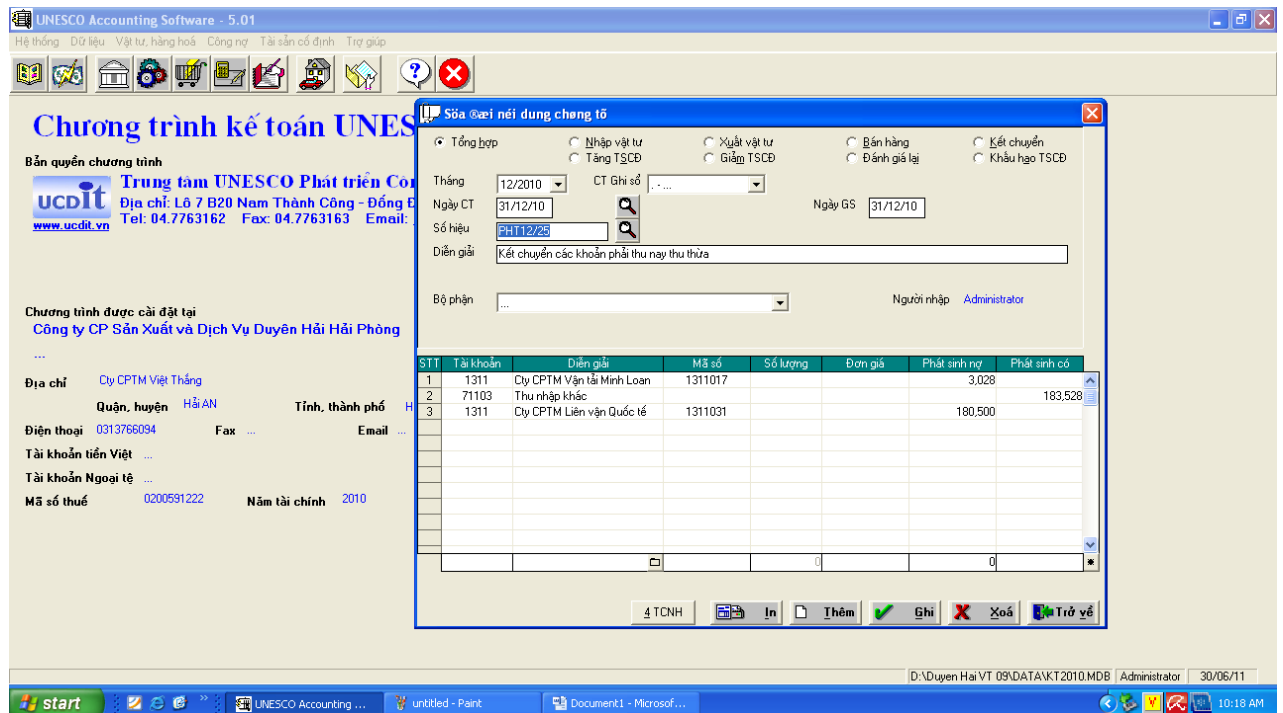 UNESCO Accounting Software - 5.01
Hệ thống Dữ liệu Vật tư, hàng hoá Công nợ Tài sản cố định Trợ giúp
Chương trình kế toán UNES
Bản quyền chương trình
UCDIT
www.ucdit.vn
Trung tâm UNESCO Phát triển Côn
Địa chỉ: Lô 7 B20 Nam Thành Công - Đống Đ
Tel: 04.7763162 Fax: 04.7763163 Email:
Chương trình được cài đặt tại
Công ty CP Sản Xuất và Dịch Vụ Duyên Hải Hải Phòng
...
Địa chỉ Cty CPTM Việt Thắng
Quận, huyện Hải AN Tỉnh, thành phố H
Điện thoại 0313766094 Fax ... Email ...
Tài khoản tiền Việt ...
Tài khoản Ngoại tệ ...
Mã số thuế 0200591222 Năm tài chính 2010
Söa ®æi néi dung chøng tõ
Tổng hợp Nhập vật tư Xuất vật tư Bán hàng Kết chuyển
Tăng TSCĐ Giảm TSCĐ Đánh giá lại Khấu hao TSCĐ
Tháng 12/2010 CT Ghi sổ . - ...
Ngày CT 31/12/10 Ngày GS 31/12/10
Số hiệu PHT12/25
Diễn giải Kết chuyển các khoản phải thu nay thu thừa
Bộ phận ... Người nhập Administrator
STT Tài khoản Diễn giải Mã số Số lượng Đơn giá Phát sinh nợ Phát sinh có
1 1311 Cty CPTM Vận tải Minh Loan 1311017 3,028
2 71103 Thu nhập khác 183,528
3 1311 Cty CPTM Liên vận Quốc tế 1311031 180,500
0 0
4 TCNH In Thêm Ghi Xoá Trở về
D:\Duyen Hai VT 09\DATA\KT2010.MDB Administrator 30/06/11
start UNESCO Accounting ... untitled - Paint Document1 - Microsof... 10:18 AM